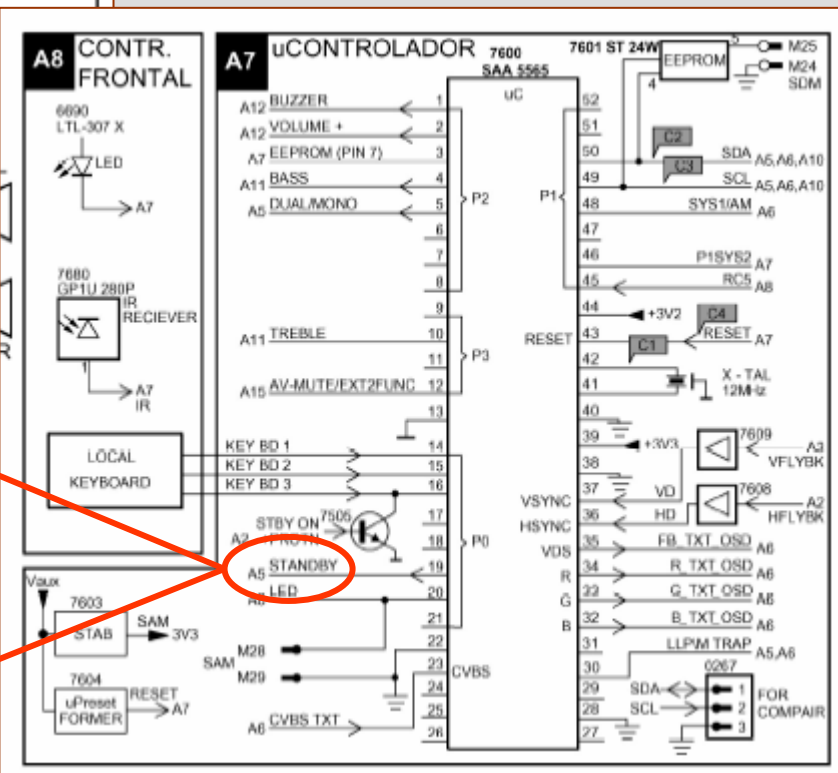 A8
CONTR.
FRONTAL
6690
LTL-307 X
LED
A7
7680
GP1U 280P
IR
RECIEVER
1
A7
IR
LOCAL
KEYBOARD
Vaux
7603
STAB
SAM
3V3
7604
uPreset
FORMER
RESET
A7
A7
uCONTROLADOR
7600
SAA 5565
uC
7601 ST 24W
EEPROM
5
4
M25
M24
SDM
A12 BUZZER 1
A12 VOLUME + 2
A7 EEPROM (PIN 7) 3
A11 BASS 4
A5 DUAL/MONO 5
6
7
8
P2
9
A11 TREBLE 10
11
P3
A15 AV-MUTE/EXT2FUNC 12
13
KEY BD 1 14
KEY BD 2 15
KEY BD 3 16
17
STBY ON 7505
A2
18
P0
A5 STANDBY 19
LED 20
21
M28
SAM
M29
22
23 CVBS
24
25
A6 CVBS TXT
26
52
51
C2
50 SDA A5,A6,A10
C3
49 SCL A5,A6,A10
P1
48 SYS1/AM A6
47
46 P1SYS2 A7
45 RC5 A8
44 +3V2
C4
RESET 43 RESET A7
C1
42
X - TAL
41 12MHz
40
39 +3V3
7609
A3
VFLYBK
38
VSYNC 37 VD
7608
A2
HFLYBK
HSYNC 36 HD
VDS 35 FB_TXT_OSD A6
R 34 R_TXT_OSD A6
G 33 G_TXT_OSD A6
B 32 B_TXT_OSD A6
31 LLP\M TRAP A5,A6
30
0267
29 SDA 1 FOR
28 SCL 2 COMPAIR
3
27